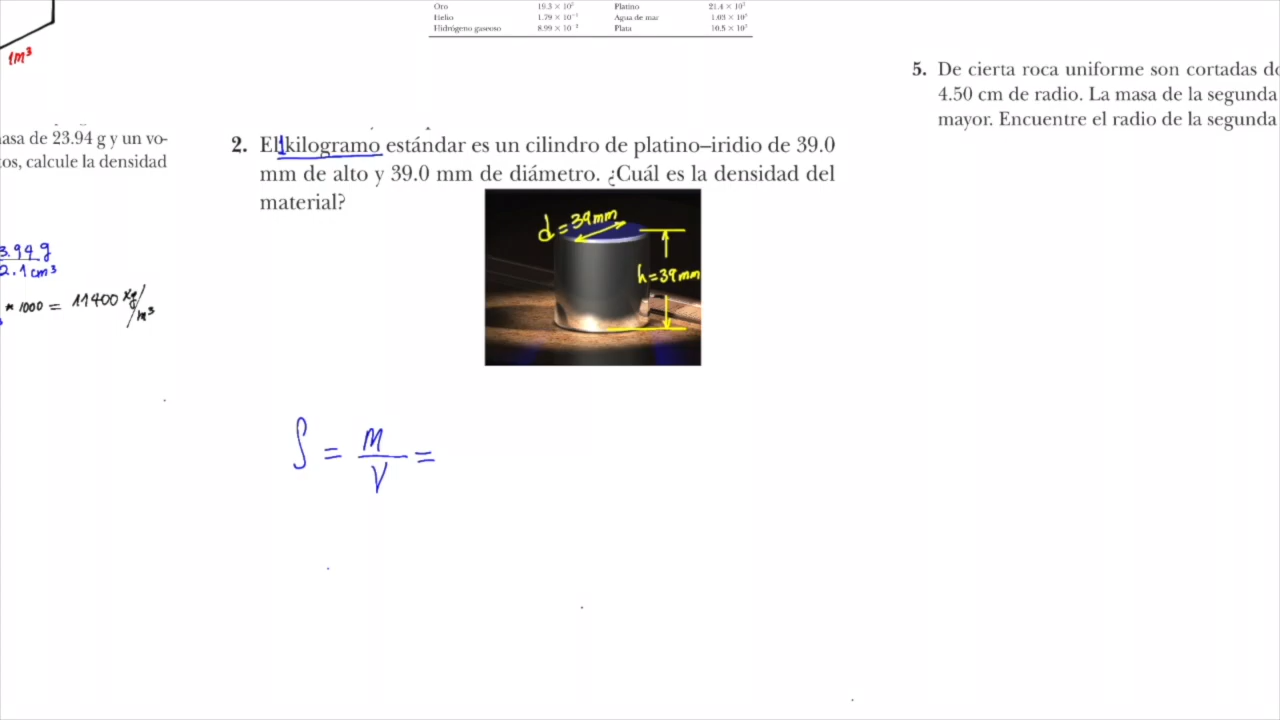 Oro 19.3 × 10³ Platino 21.4 × 10³
Helio 1.79 × 10⁻¹ Agua de mar 1.03 × 10³
Hidrógeno gaseoso 8.99 × 10⁻² Plata 10.5 × 10³
1m³
asa de 23.94 g y un vo-
os, calcule la densidad
3.94 g
2.1 cm³
* 1000 = 11400 kg/m³
2. El 1 kilogramo estándar es un cilindro de platino–iridio de 39.0
mm de alto y 39.0 mm de diámetro. ¿Cuál es la densidad del
material?
d = 39mm
h = 39mm
ρ = m/V =
5. De cierta roca uniforme son cortadas
4.50 cm de radio. La masa de la segunda
mayor. Encuentre el radio de la segunda